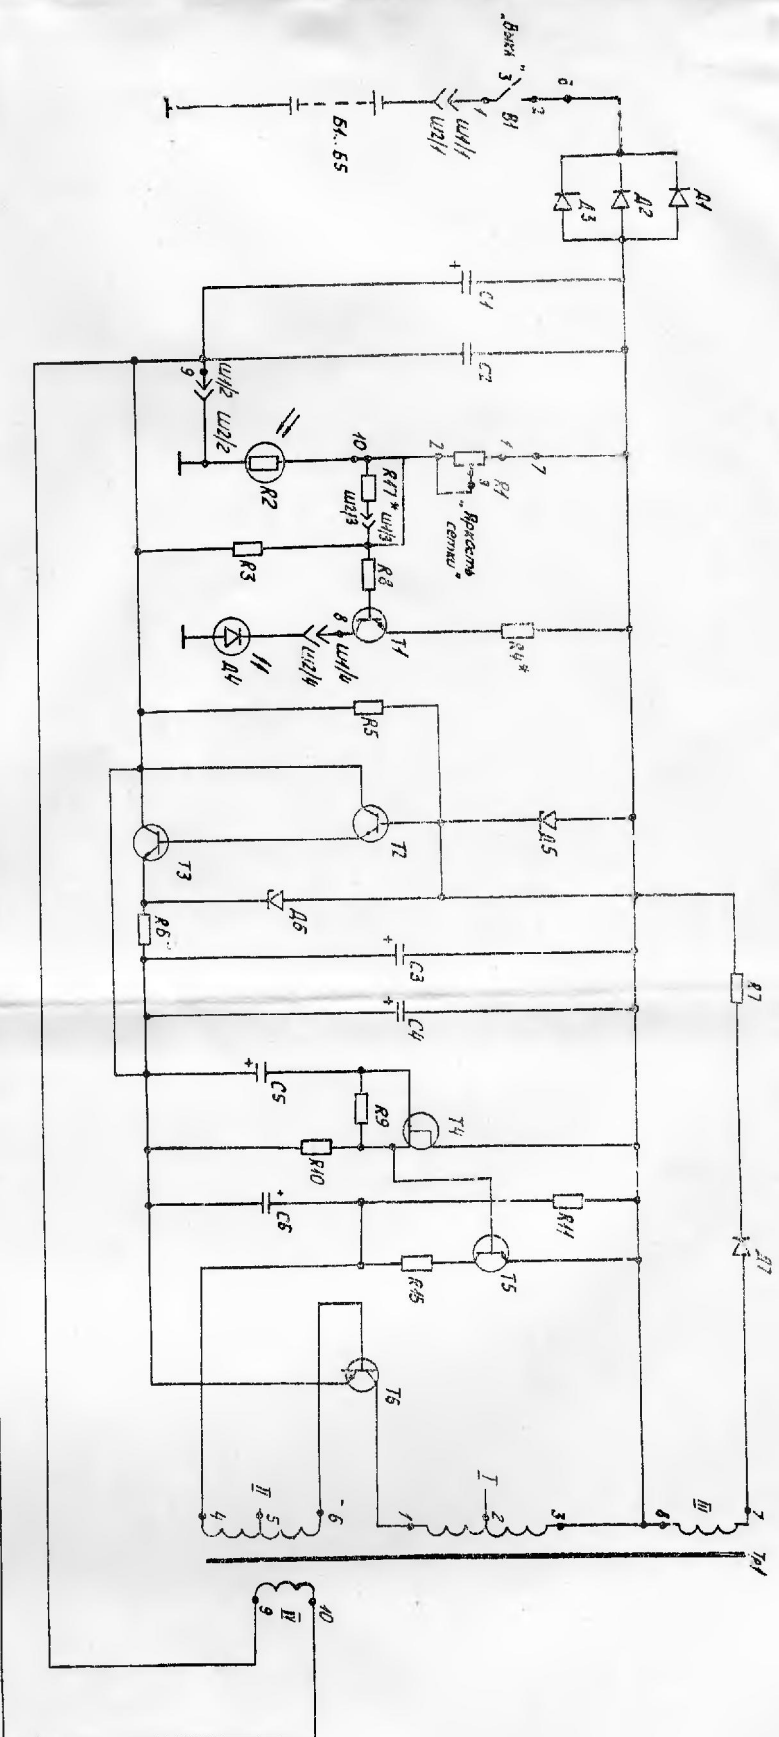 „Выкл"
3
В1
1
2
Б
Ш1/1
Ш2/1
Б1...Б5
Д1
Д2
Д3
+
С1
С2
9
Ш1/2
Ш2/2
R2
10
R17*
Ш2/3
Ш1/3
2
1
7
R1
3
„Яркость
сетки"
R3
R8
8
Т1
R4*
Ш1/4
Ш2/4
Д4
R5
Т2
Д5
Т3
Д6
R6
+
С3
+
С4
R7
+
С5
R9
Т4
R10
+
С6
R11
R15
Т5
Д7
Т6
4
II
5
6
1
I
2
3
8
III
7
Тр1
9
IV
10